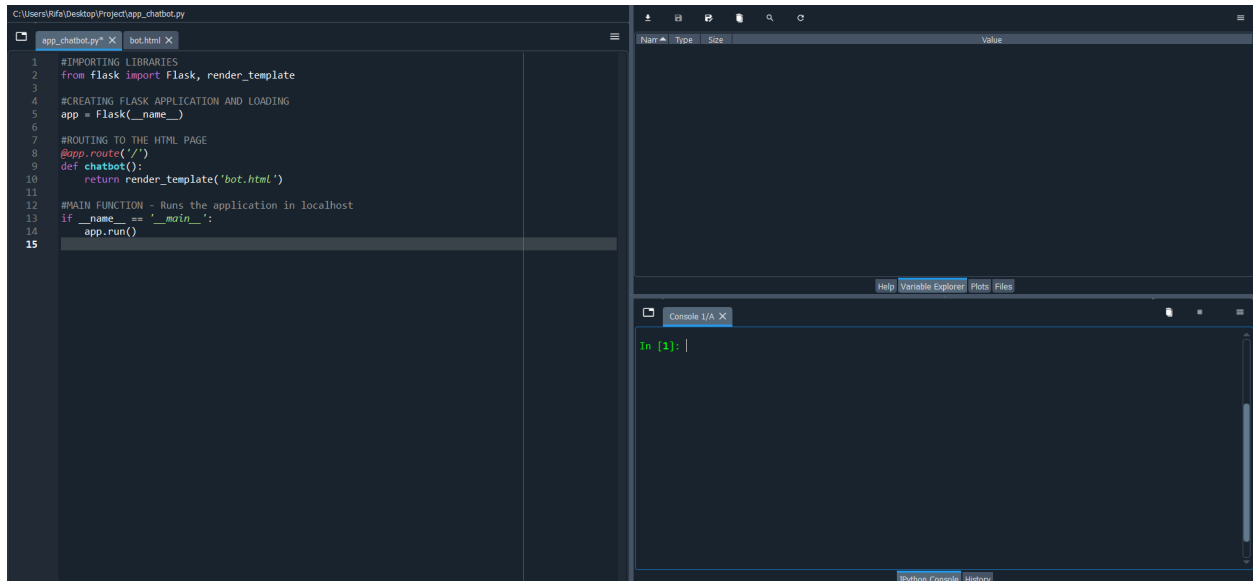 C:\Users\Rifa\Desktop\Project\app_chatbot.py
app_chatbot.py* bot.html
1 #IMPORTING LIBRARIES
2 from flask import Flask, render_template
3
4 #CREATING FLASK APPLICATION AND LOADING
5 app = Flask(__name__)
6
7 #ROUTING TO THE HTML PAGE
8 @app.route('/')
9 def chatbot():
10 return render_template('bot.html')
11
12 #MAIN FUNCTION - Runs the application in localhost
13 if __name__ == '__main__':
14 app.run()
15
Nam Type Size Value
Help Variable Explorer Plots Files
Console 1/A
In [1]:
IPython Console History